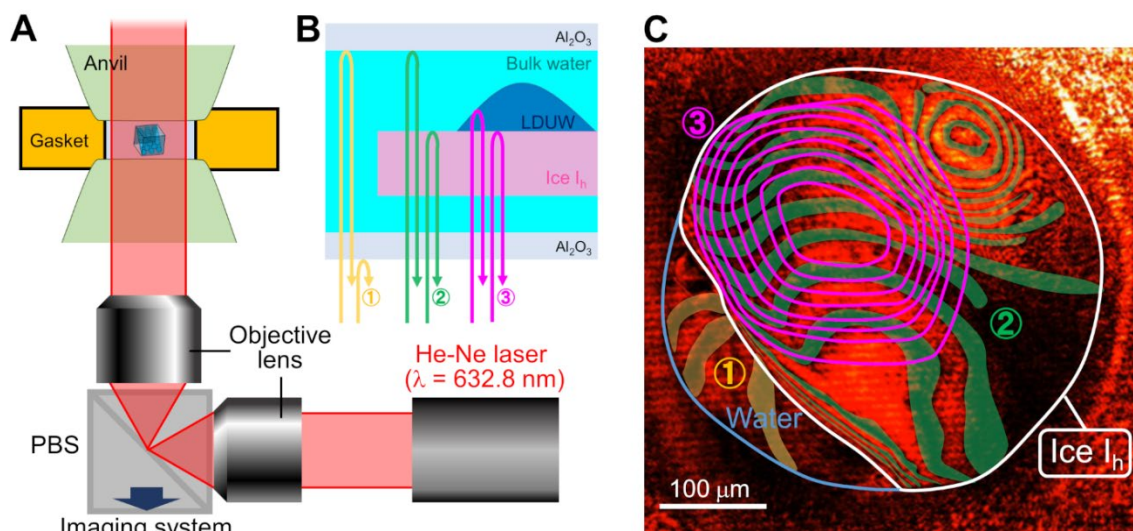 A
Anvil
Gasket
Objective
lens
He-Ne laser
(λ = 632.8 nm)
PBS
Imaging system
B
Al₂O₃
Bulk water
LDUW
Ice Iₕ
Al₂O₃
①
②
③
C
③
②
①
Water
Ice Iₕ
100 μm